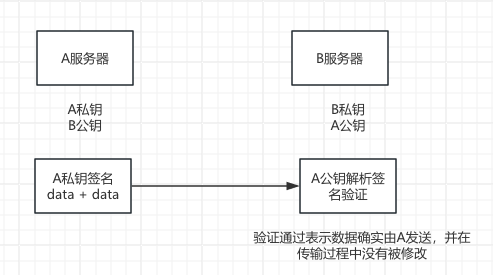 A服务器
B服务器
A私钥
B公钥
B私钥
A公钥
A私钥签名
data + data
A公钥解析签
名验证
验证通过表示数据确实由A发送，并在
传输过程中没有被修改